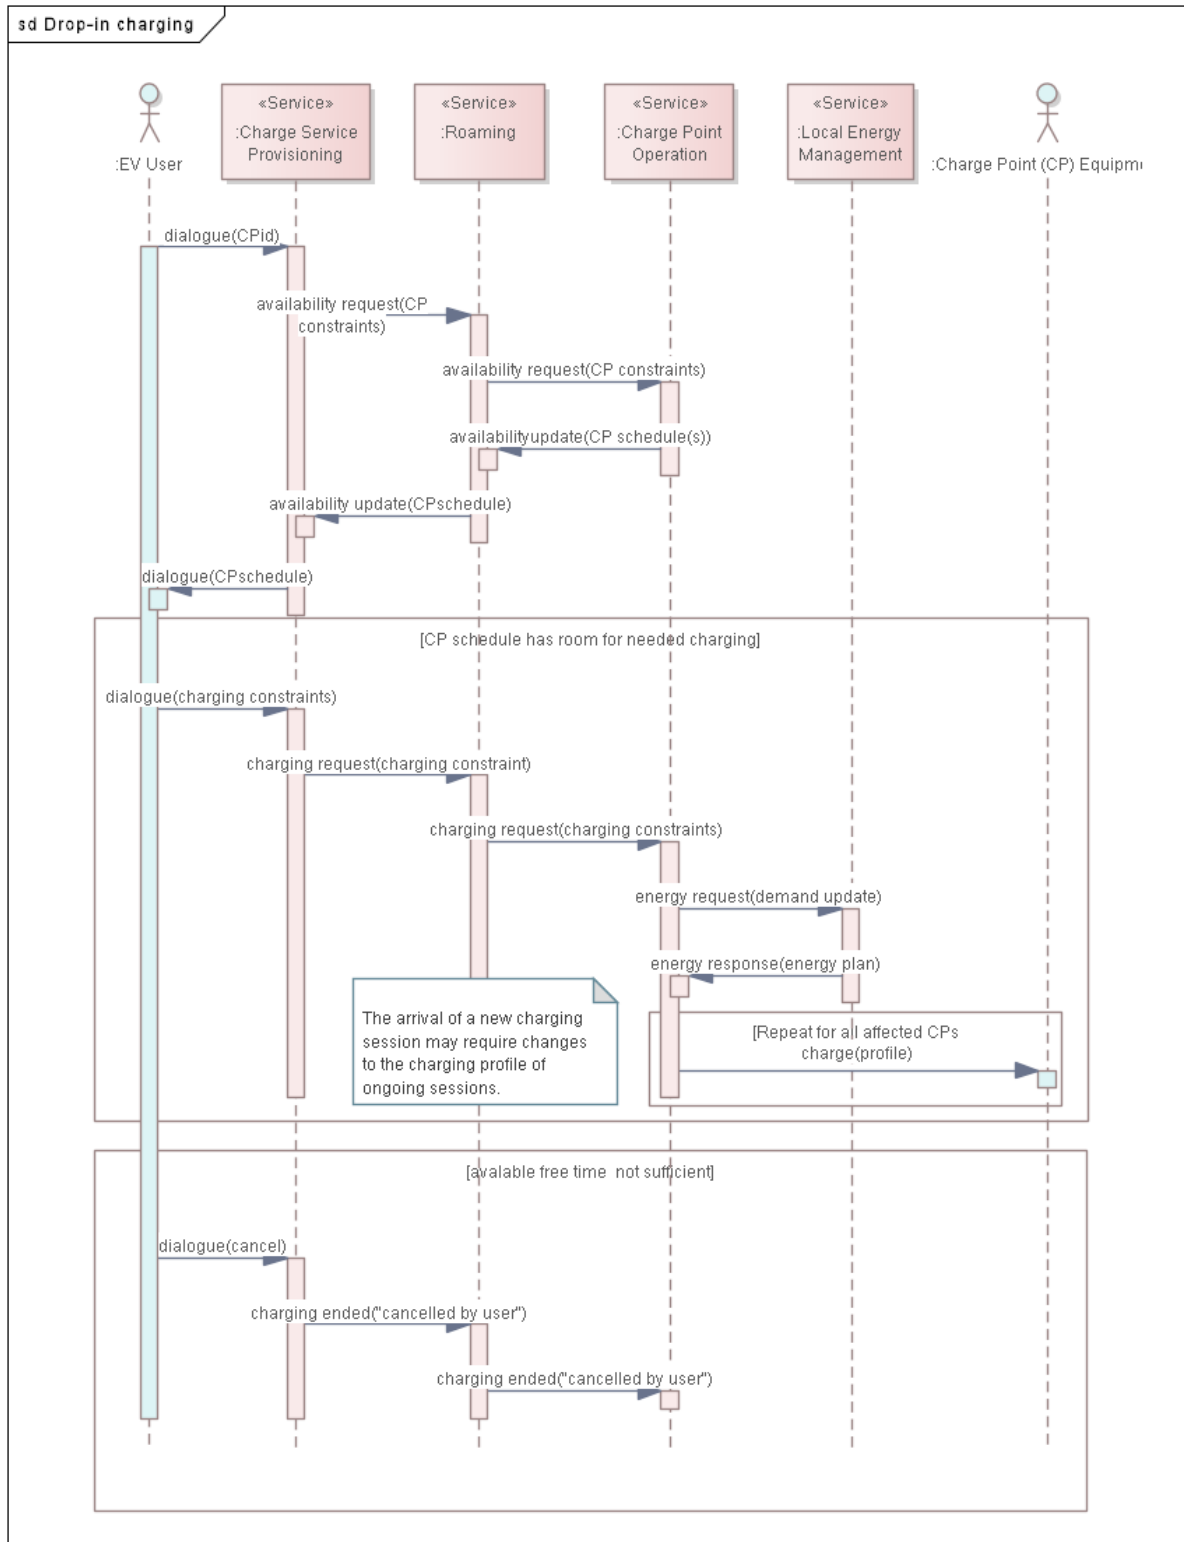 sd Drop-in charging
«Service»
«Service»
«Service»
«Service»
:EV User
:Charge Service
Provisioning
:Roaming
:Charge Point
Operation
:Local Energy
Management
:Charge Point (CP) Equipm
dialogue(CPid)
availability request(CP
constraints)
availability request(CP constraints)
availabilityupdate(CP schedule(s))
availability update(CPschedule)
dialogue(CPschedule)
[CP schedule has room for needed charging]
dialogue(charging constraints)
charging request(charging constraint)
charging request(charging constraints)
energy request(demand update)
energy response(energy plan)
The arrival of a new charging
session may require changes
to the charging profile of
ongoing sessions.
[Repeat for all affected CPs
charge(profile)
[avalable free time  not sufficient]
dialogue(cancel)
charging ended("cancelled by user")
charging ended("cancelled by user")